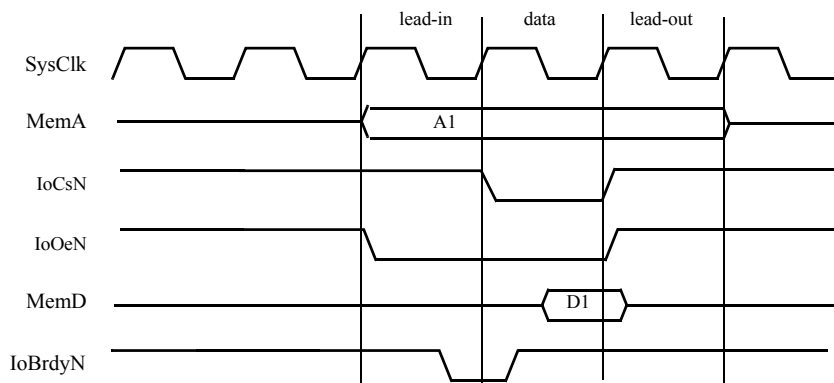 lead-in data lead-out
SysClk
MemA A1
IoCsN
IoOeN
MemD D1
IoBrdyN